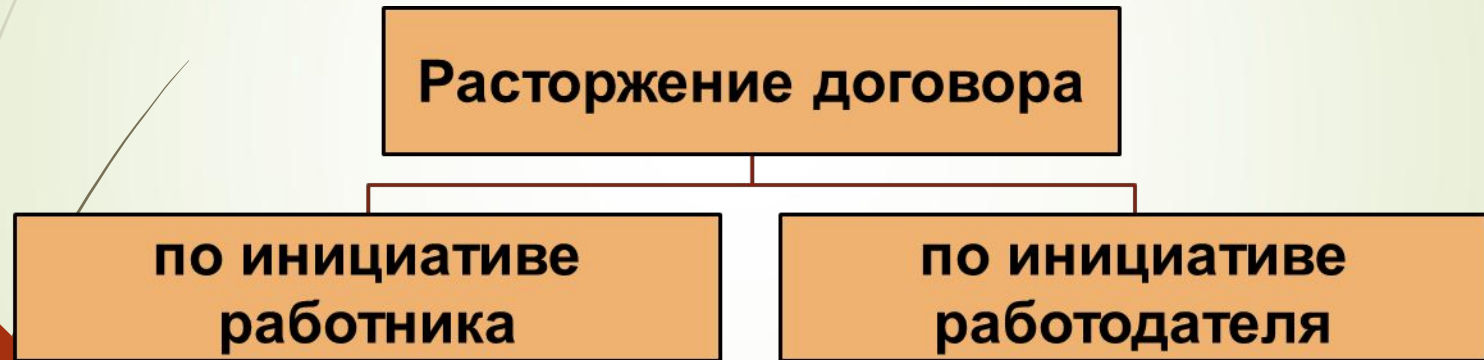 Расторжение договора
по инициативе
работника
по инициативе
работодателя